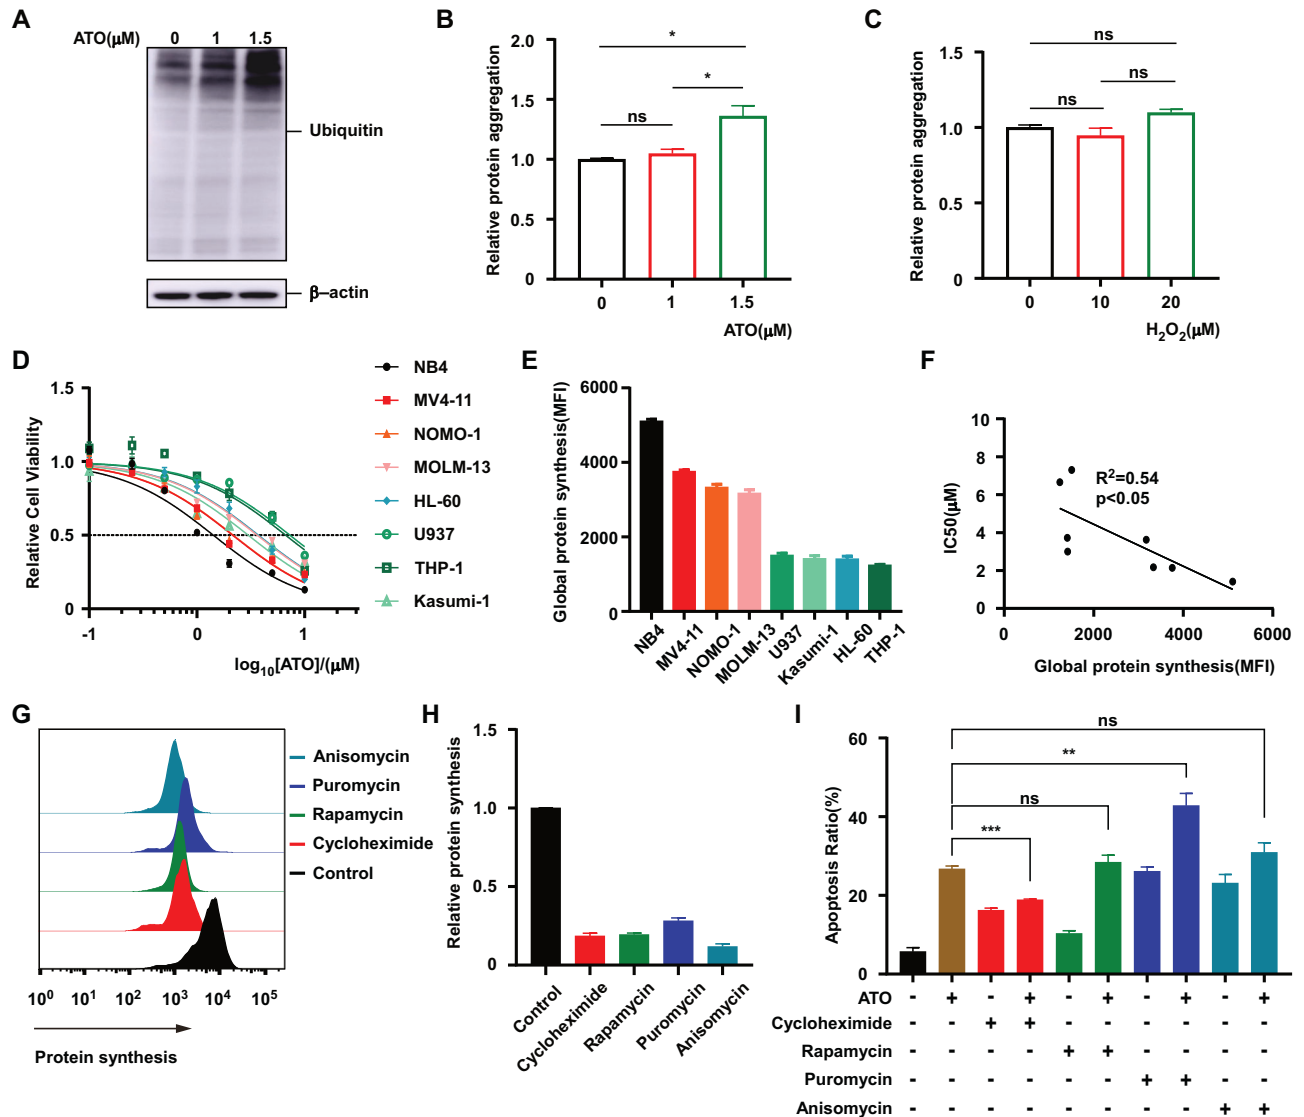 A
ATO(μM) 0 1 1.5
Ubiquitin
β-actin
B
Relative protein aggregation
2.0
1.5
1.0
0.5
0
*
*
ns
0 1 1.5
ATO(μM)
C
Relative protein aggregation
1.5
1.0
0.5
0
ns
ns
ns
0 10 20
H₂O₂(μM)
D
Relative Cell Viability
1.5
1.0
0.5
0
-1 0 1
log₁₀[ATO]/(μM)
NB4
MV4-11
NOMO-1
MOLM-13
HL-60
U937
THP-1
Kasumi-1
E
Global protein synthesis(MFI)
6000
4000
2000
0
NB4
MV4-11
NOMO-1
MOLM-13
U937
Kasumi-1
HL-60
THP-1
F
IC50(μM)
10
8
6
4
2
0
R²=0.54
p<0.05
0 2000 4000 6000
Global protein synthesis(MFI)
G
Anisomycin
Puromycin
Rapamycin
Cycloheximide
Control
10⁰ 10¹ 10² 10³ 10⁴ 10⁵
Protein synthesis
H
Relative protein synthesis
1.5
1.0
0.5
0
Control
Cycloheximide
Rapamycin
Puromycin
Anisomycin
I
Apoptosis Ratio(%)
60
40
20
0
ns
**
ns
***
ATO - + - + - + - + - +
Cycloheximide - - + + - - - - - -
Rapamycin - - - - + + - - - -
Puromycin - - - - - - + + - -
Anisomycin - - - - - - - - + +